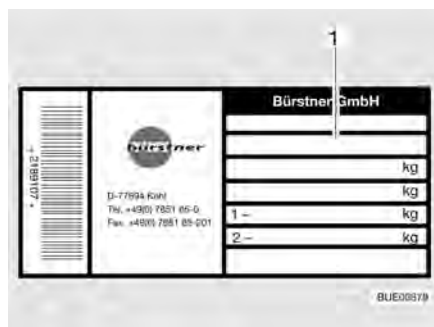 1
Bürstner GmbH
* 2189107 *
bürstner
D-77694 Kehl
Tel. +49(0) 7851 85-0
Fax. +49(0) 7851 85-201
kg
kg
1 – kg
2 – kg
BUE00879